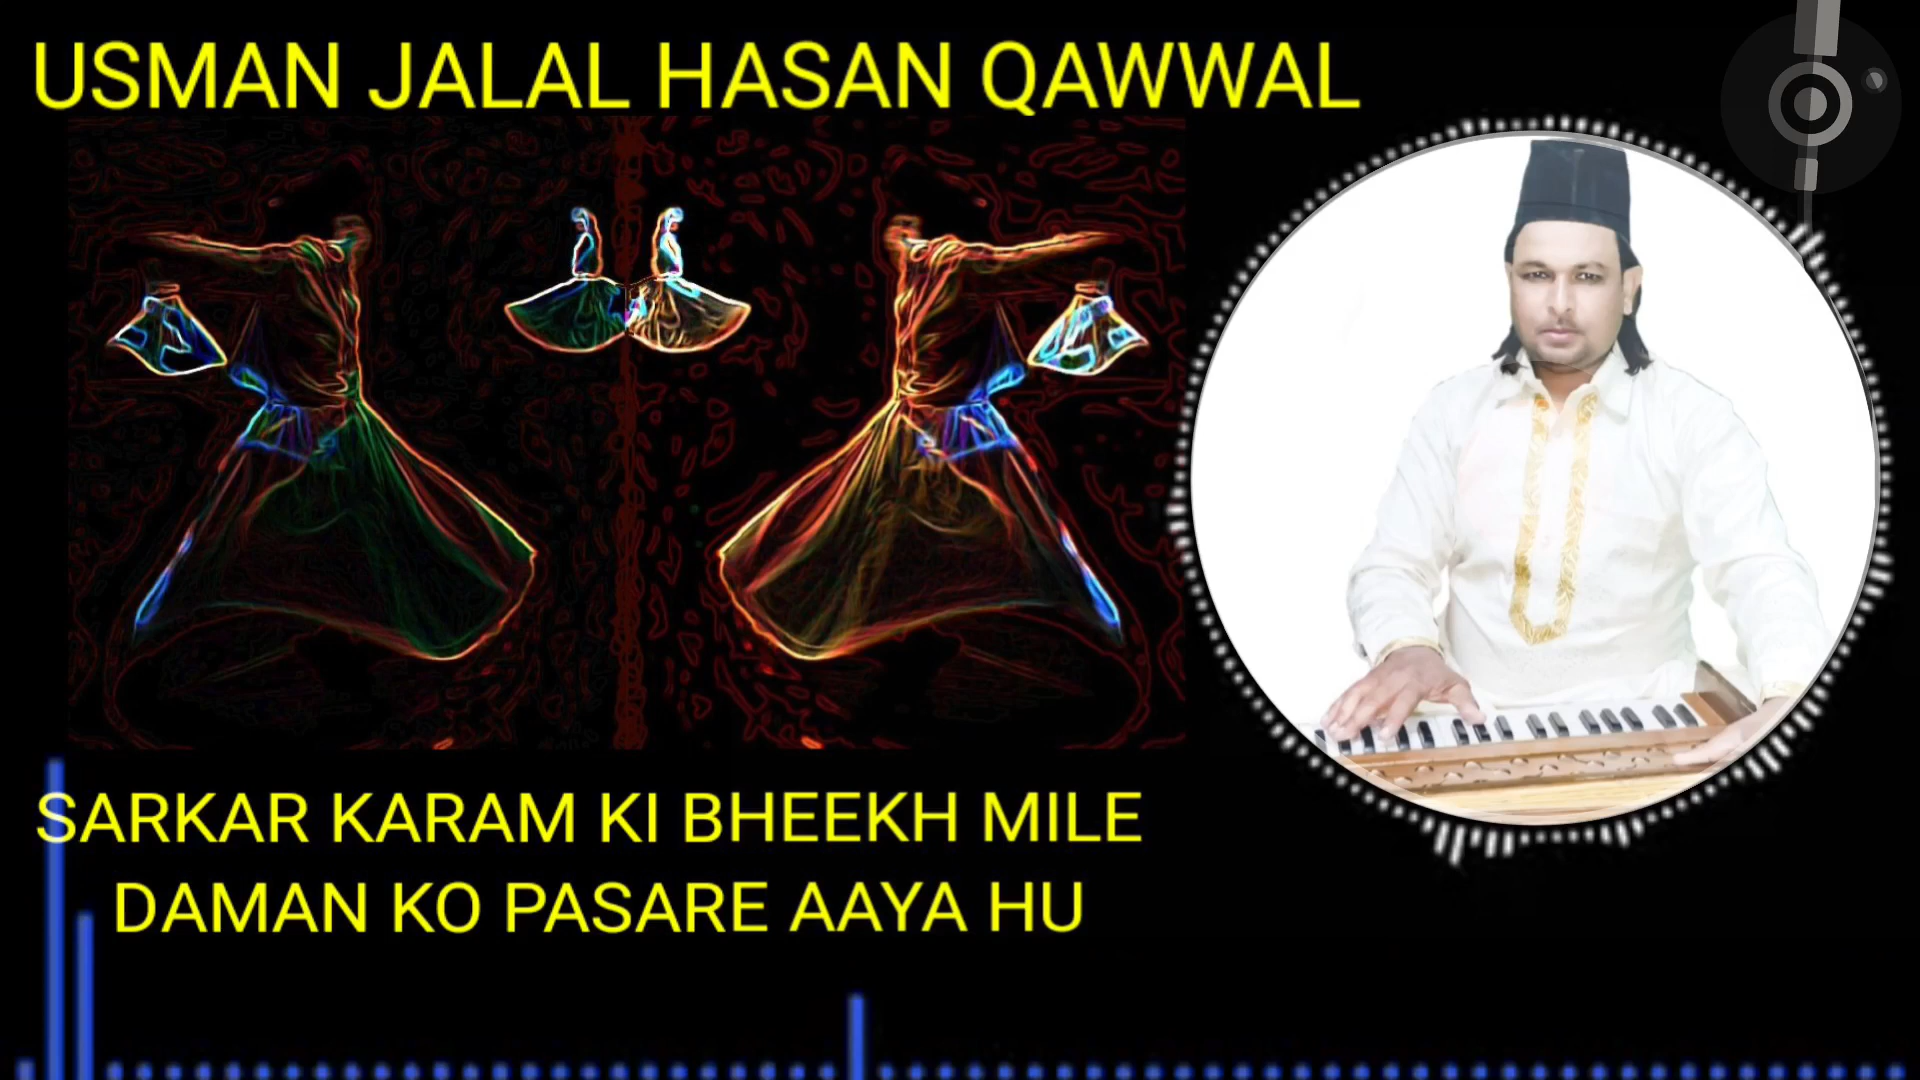 USMAN JALAL HASAN QAWWAL
SARKAR KARAM KI BHEEKH MILE
DAMAN KO PASARE AAYA HU